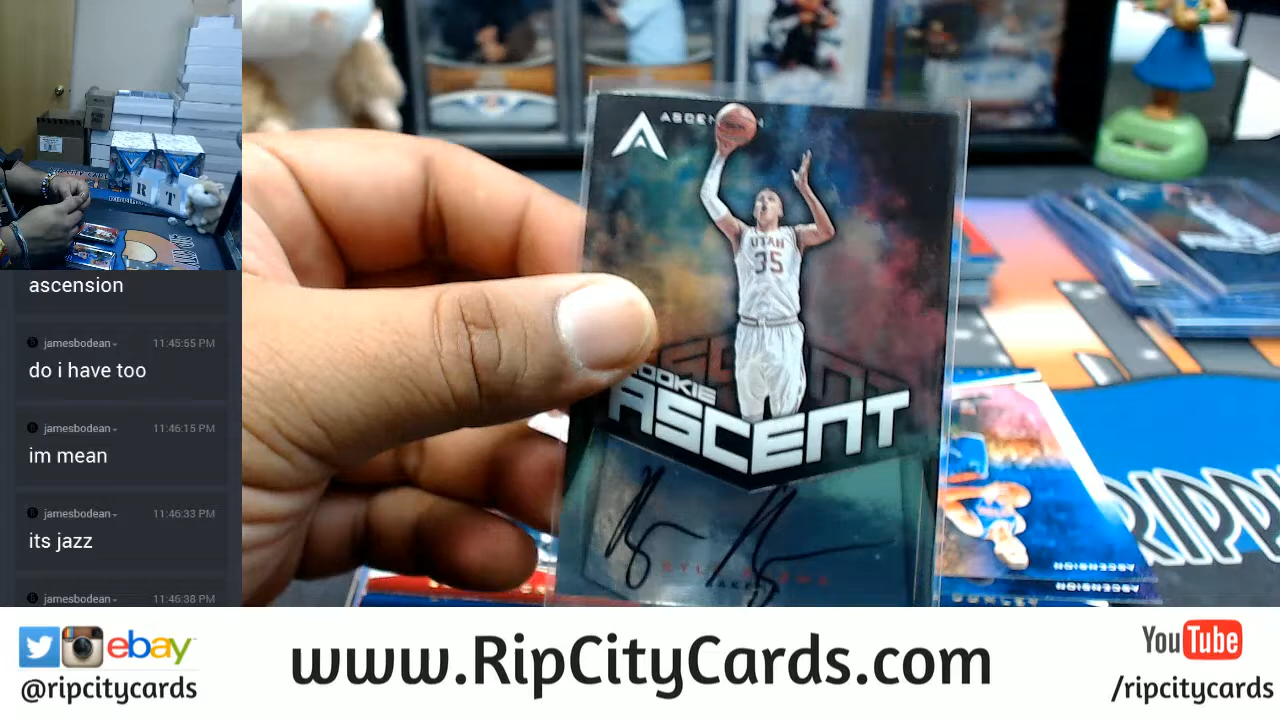 ascension
jamesbodean 11:45:55 PM
do i have too
jamesbodean 11:46:15 PM
im mean
jamesbodean 11:46:33 PM
its jazz
jamesbodean 11:46:38 PM
R T
ASCENSION
UTAH
35
ROOKIE
ASCENT
ASCENSION
ASCENSION
RIPPI
ebay
@ripcitycards
www.RipCityCards.com
YouTube
/ripcitycards